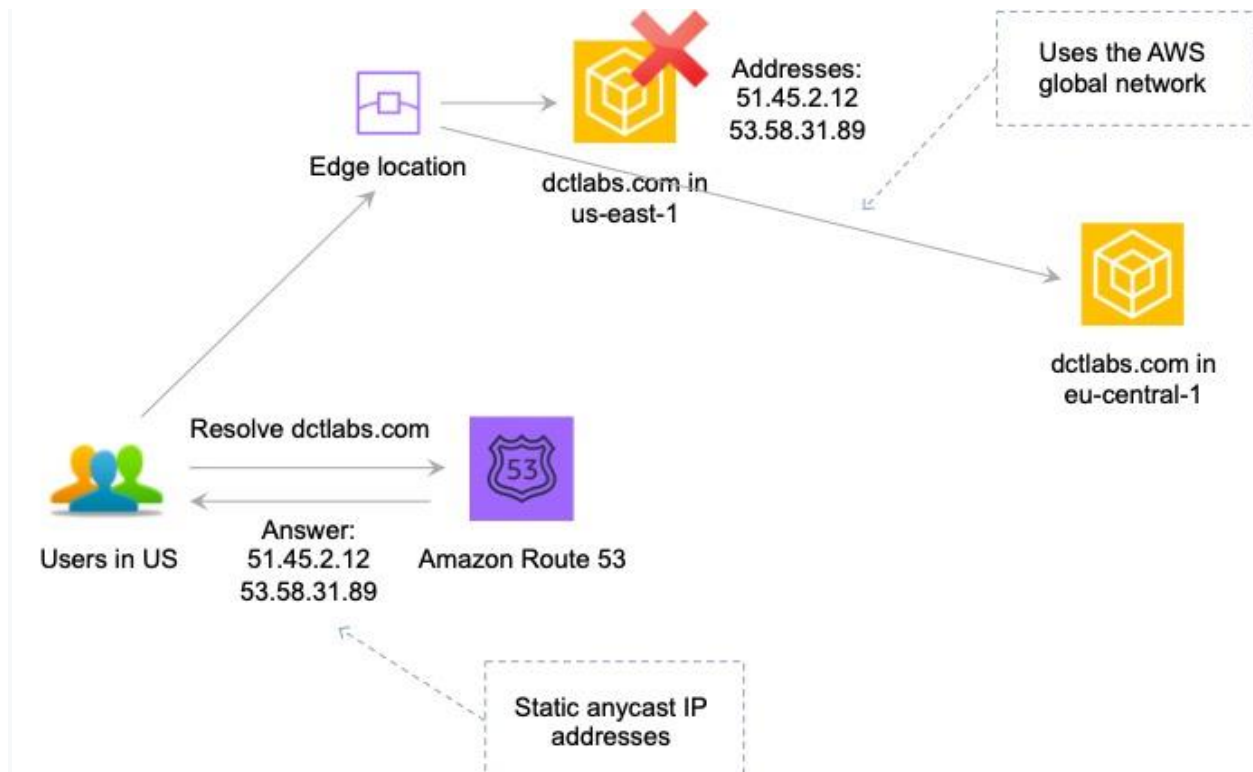 Uses the AWS
global network
Addresses:
51.45.2.12
53.58.31.89
Edge location
dctlabs.com in
us-east-1
dctlabs.com in
eu-central-1
Resolve dctlabs.com
53
Answer:
51.45.2.12
53.58.31.89
Users in US
Amazon Route 53
Static anycast IP
addresses